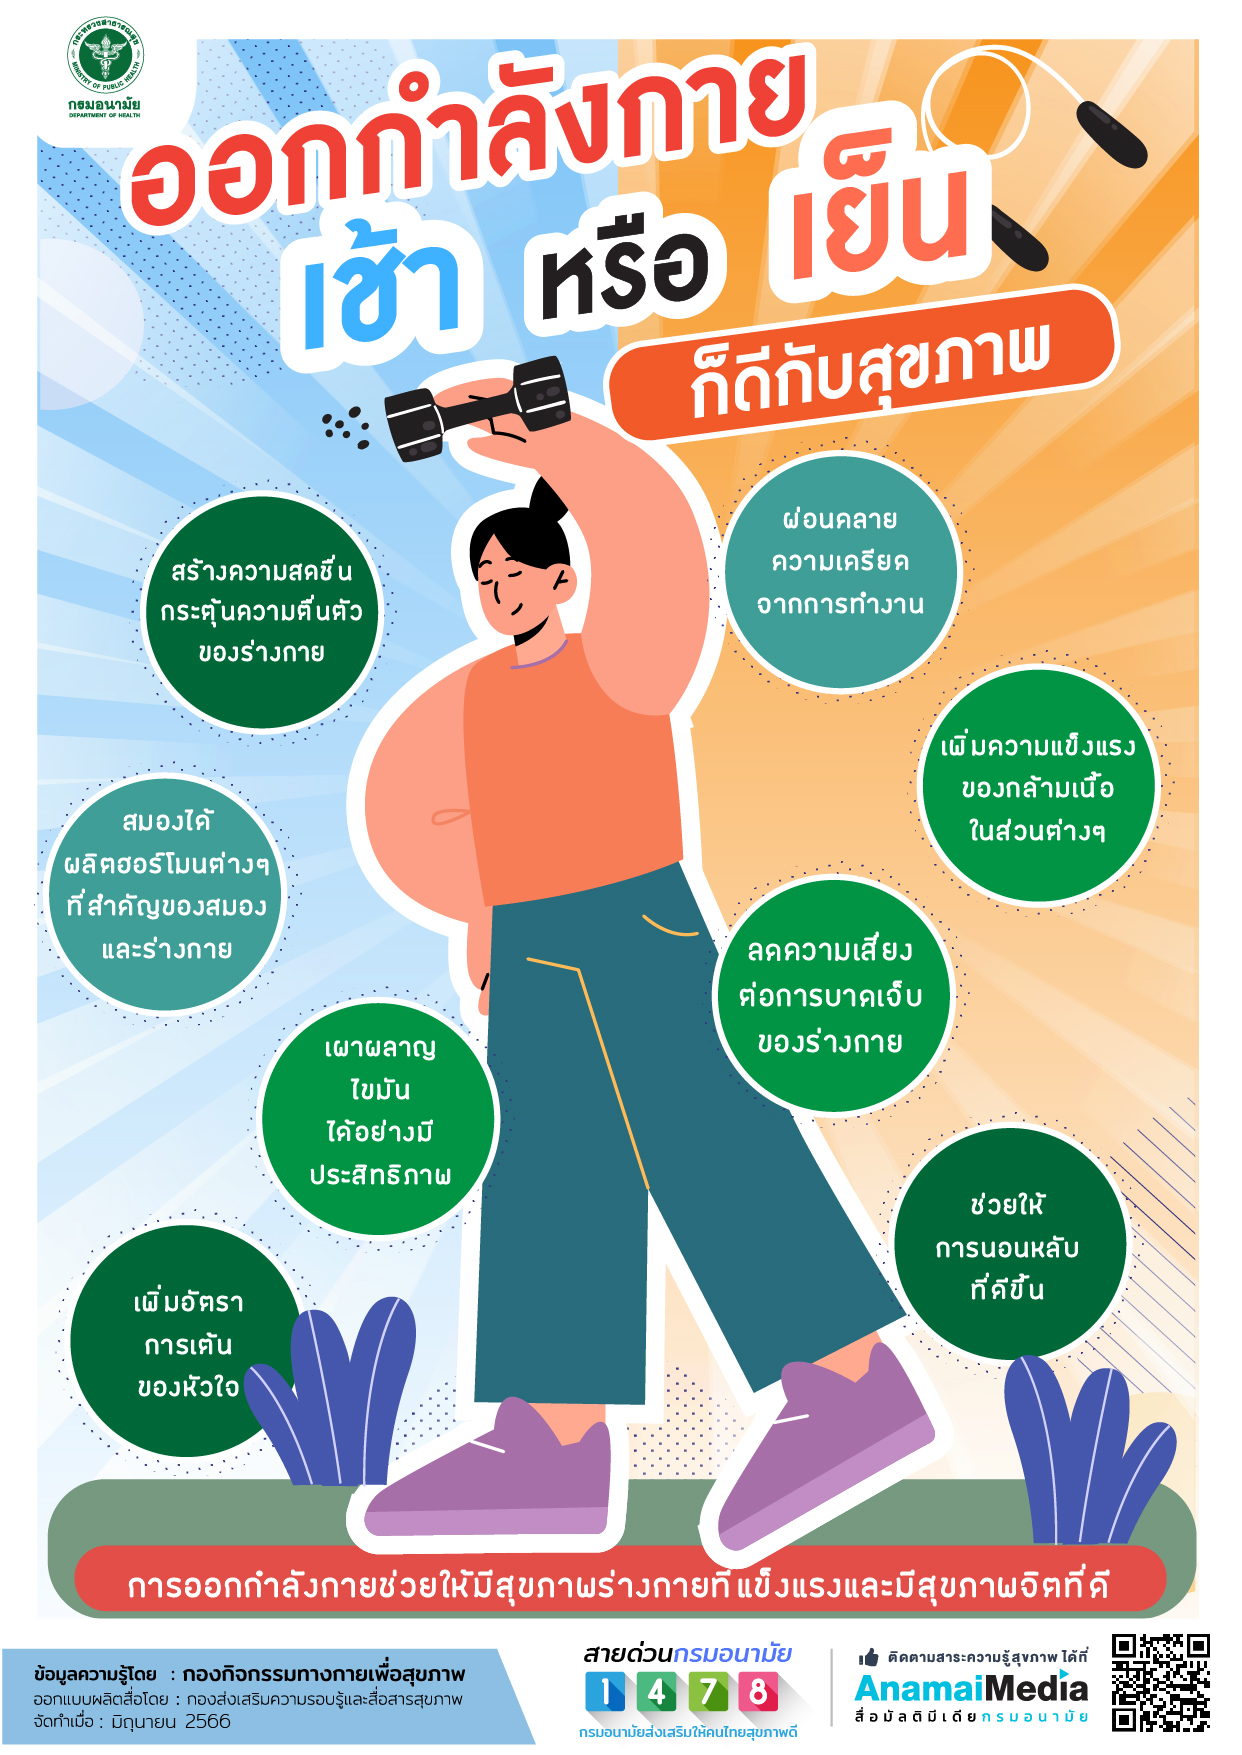 กระทรวงสาธารณสุข
MINISTRY OF PUBLIC HEALTH
กรมอนามัย
DEPARTMENT OF HEALTH
ออกกำลังกาย
เช้า หรือ เย็น
ก็ดีกับสุขภาพ
สร้างความสดชื่น
กระตุ้นความตื่นตัว
ของร่างกาย
สมองได้
ผลิตฮอร์โมนต่างๆ
ที่สำคัญของสมอง
และร่างกาย
เผาผลาญ
ไขมัน
ได้อย่างมี
ประสิทธิภาพ
เพิ่มอัตรา
การเต้น
ของหัวใจ
ผ่อนคลาย
ความเครียด
จากการทำงาน
เพิ่มความแข็งแรง
ของกล้ามเนื้อ
ในส่วนต่างๆ
ลดความเสี่ยง
ต่อการบาดเจ็บ
ของร่างกาย
ช่วยให้
การนอนหลับ
ที่ดีขึ้น
การออกกำลังกายช่วยให้มีสุขภาพร่างกายที่แข็งแรงและมีสุขภาพจิตที่ดี
ข้อมูลความรู้โดย : กองกิจกรรมทางกายเพื่อสุขภาพ
ออกแบบผลิตสื่อโดย : กองส่งเสริมความรอบรู้และสื่อสารสุขภาพ
จัดทำเมื่อ : มิถุนายน 2566
สายด่วนกรมอนามัย
1 4 7 8
กรมอนามัยส่งเสริมให้คนไทยสุขภาพดี
ติดตามสาระความรู้สุขภาพ ได้ที่
AnamaiMedia
สื่อมัลติมีเดียกรมอนามัย